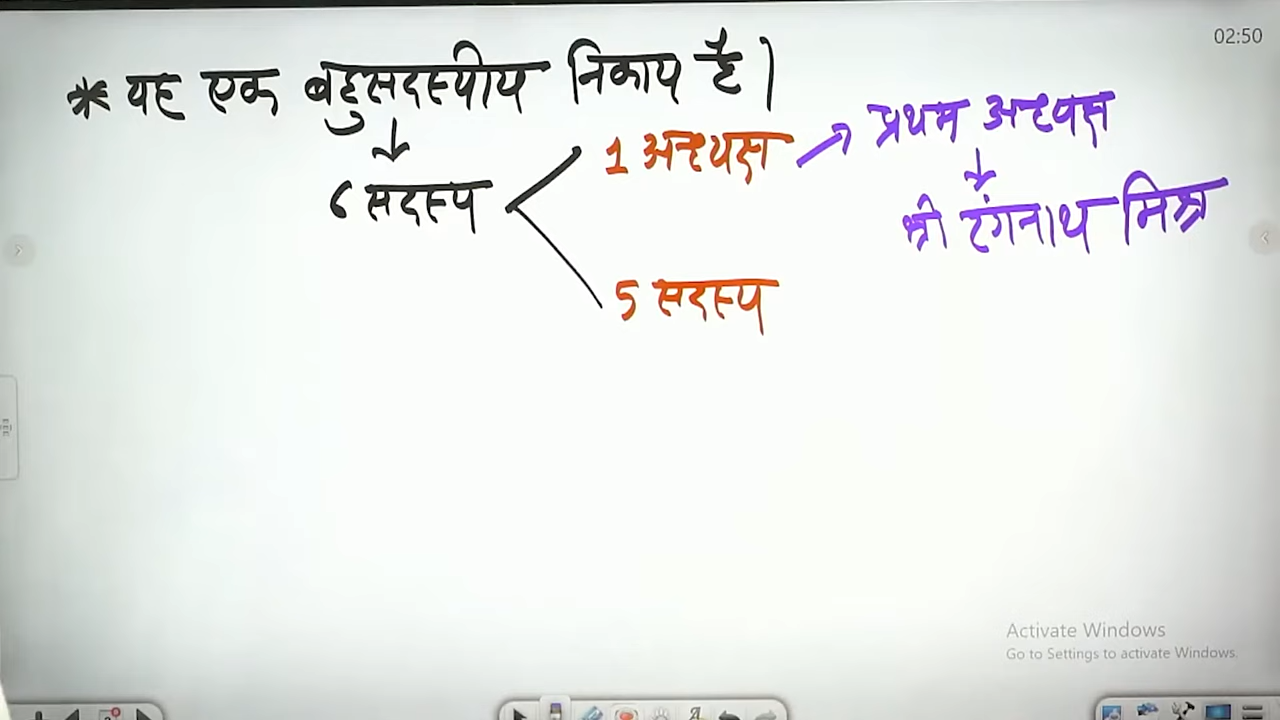 02:50
* यह एक बहुसदस्यीय निकाय है।
6 सदस्य
1 अध्यक्ष
5 सदस्य
प्रथम अध्यक्ष
श्री रंगनाथ मिश्र
Activate Windows
Go to Settings to activate Windows.